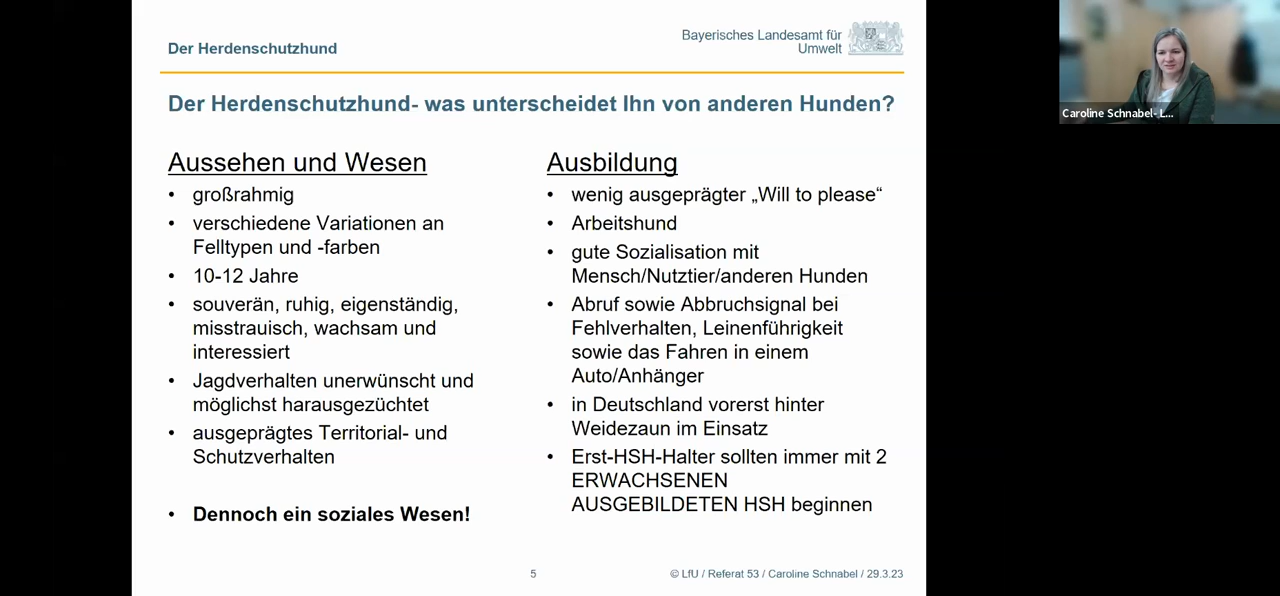 Der Herdenschutzhund
Bayerisches Landesamt für
Umwelt
Der Herdenschutzhund- was unterscheidet Ihn von anderen Hunden?
Aussehen und Wesen
• großrahmig
• verschiedene Variationen an
Felltypen und -farben
• 10-12 Jahre
• souverän, ruhig, eigenständig,
misstrauisch, wachsam und
interessiert
• Jagdverhalten unerwünscht und
möglichst harausgezüchtet
• ausgeprägtes Territorial- und
Schutzverhalten
• Dennoch ein soziales Wesen!
Ausbildung
• wenig ausgeprägter „Will to please“
• Arbeitshund
• gute Sozialisation mit
Mensch/Nutztier/anderen Hunden
• Abruf sowie Abbruchsignal bei
Fehlverhalten, Leinenführigkeit
sowie das Fahren in einem
Auto/Anhänger
• in Deutschland vorerst hinter
Weidezaun im Einsatz
• Erst-HSH-Halter sollten immer mit 2
ERWACHSENEN
AUSGEBILDETEN HSH beginnen
5
© LfU / Referat 53 / Caroline Schnabel / 29.3.23
Caroline Schnabel- L...